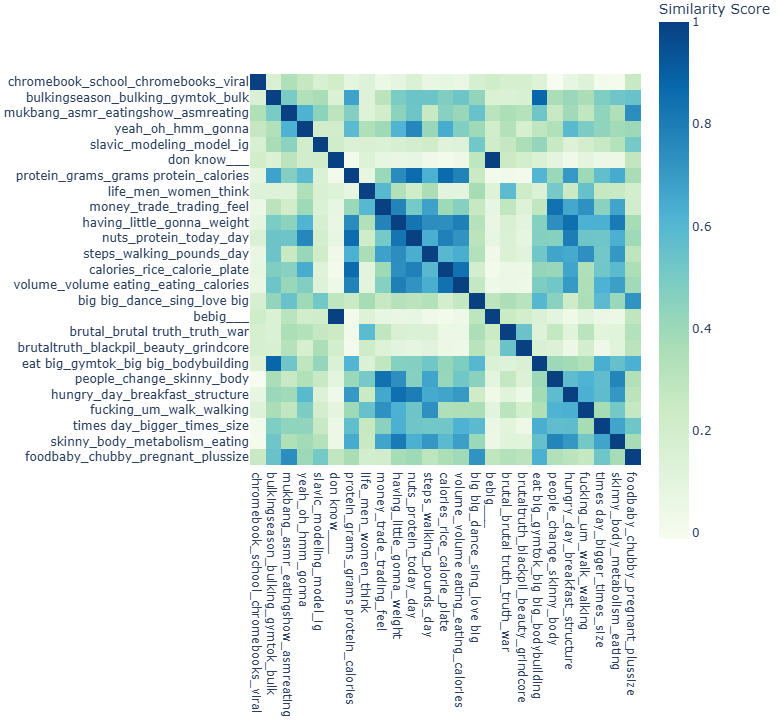 Similarity Score
1
0.8
0.6
0.4
0.2
0
chromebook_school_chromebooks_viral
bulkingseason_bulking_gymtok_bulk
mukbang_asmr_eatingshow_asmreating
yeah_oh_hmm_gonna
slavic_modeling_model_ig
don know___
protein_grams_grams protein_calories
life_men_women_think
money_trade_trading_feel
having_little_gonna_weight
nuts_protein_today_day
steps_walking_pounds_day
calories_rice_calorie_plate
volume_volume eating_eating_calories
big big_dance_sing_love big
bebig___
brutal_brutal truth_truth_war
brutaltruth_blackpil_beauty_grindcore
eat big_gymtok_big big_bodybuilding
people_change_skinny_body
hungry_day_breakfast_structure
fucking_um_walk_walking
times day_bigger_times_size
skinny_body_metabolism_eating
foodbaby_chubby_pregnant_plussize
chromebook_school_chromebooks_viral
bulkingseason_bulking_gymtok_bulk
mukbang_asmr_eatingshow_asmreating
yeah_oh_hmm_gonna
slavic_modeling_model_ig
don know___
protein_grams_grams protein_calories
life_men_women_think
money_trade_trading_feel
having_little_gonna_weight
nuts_protein_today_day
steps_walking_pounds_day
calories_rice_calorie_plate
volume_volume eating_eating_calories
big big_dance_sing_love big
bebig___
brutal_brutal truth_truth_war
brutaltruth_blackpil_beauty_grindcore
eat big_gymtok_big big_bodybuilding
people_change_skinny_body
hungry_day_breakfast_structure
fucking_um_walk_walking
times day_bigger_times_size
skinny_body_metabolism_eating
foodbaby_chubby_pregnant_plussize